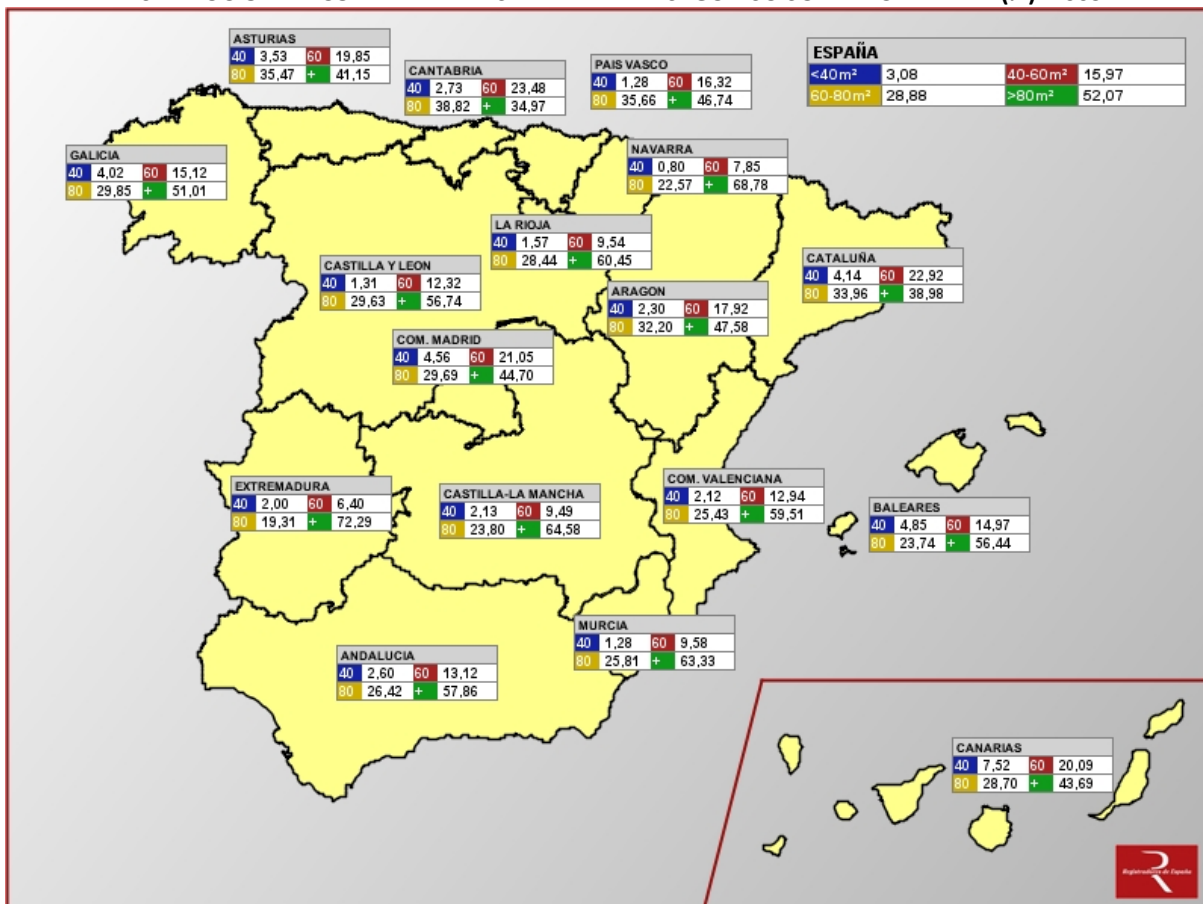 ESPAÑA
<40m² 3,08 40-60m² 15,97
60-80m² 28,88 >80m² 52,07
ASTURIAS
40 3,53 60 19,85
80 35,47 + 41,15
CANTABRIA
40 2,73 60 23,48
80 38,82 + 34,97
PAIS VASCO
40 1,28 60 16,32
80 35,66 + 46,74
GALICIA
40 4,02 60 15,12
80 29,85 + 51,01
NAVARRA
40 0,80 60 7,85
80 22,57 + 68,78
LA RIOJA
40 1,57 60 9,54
80 28,44 + 60,45
CASTILLA Y LEON
40 1,31 60 12,32
80 29,63 + 56,74
CATALUÑA
40 4,14 60 22,92
80 33,96 + 38,98
ARAGON
40 2,30 60 17,92
80 32,20 + 47,58
COM. MADRID
40 4,56 60 21,05
80 29,69 + 44,70
EXTREMADURA
40 2,00 60 6,40
80 19,31 + 72,29
CASTILLA-LA MANCHA
40 2,13 60 9,49
80 23,80 + 64,58
COM. VALENCIANA
40 2,12 60 12,94
80 25,43 + 59,51
BALEARES
40 4,85 60 14,97
80 23,74 + 56,44
MURCIA
40 1,28 60 9,58
80 25,81 + 63,33
ANDALUCIA
40 2,60 60 13,12
80 26,42 + 57,86
CANARIAS
40 7,52 60 20,09
80 28,70 + 43,69
Registradores de España